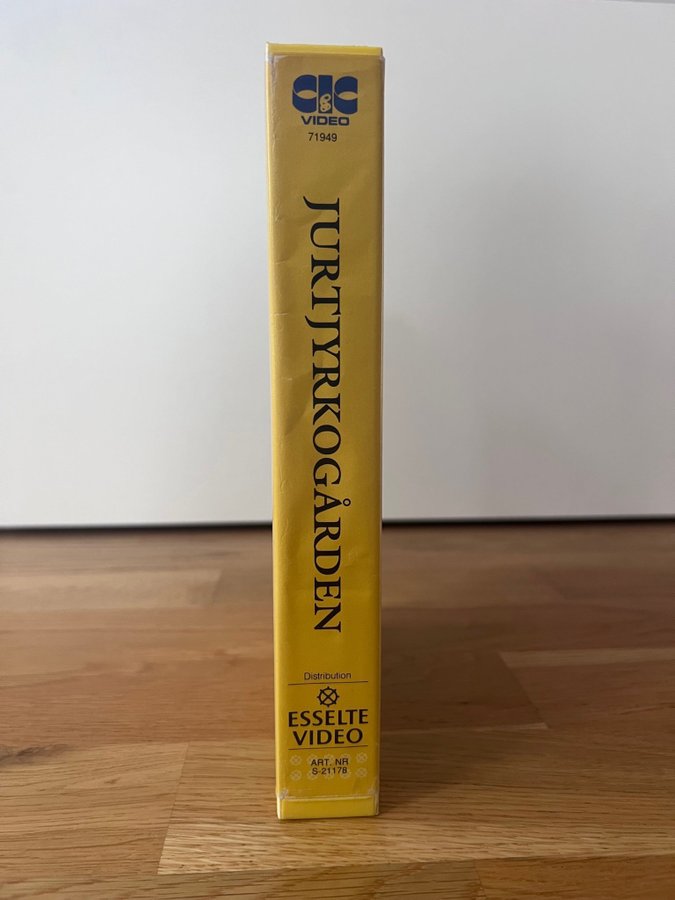 CIC
VIDEO
71949
JURTJYRKOGÅRDEN
Distribution
ESSELTE
VIDEO
ART. NR
S-21178